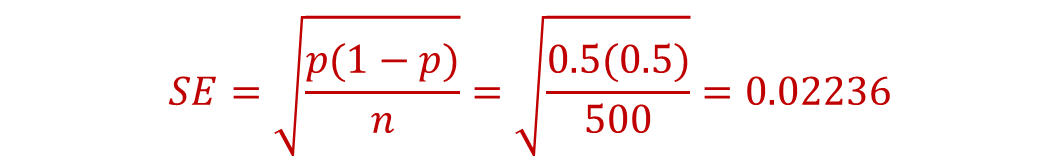 SE = √(p(1 − p)/n) = √(0.5(0.5)/500) = 0.02236